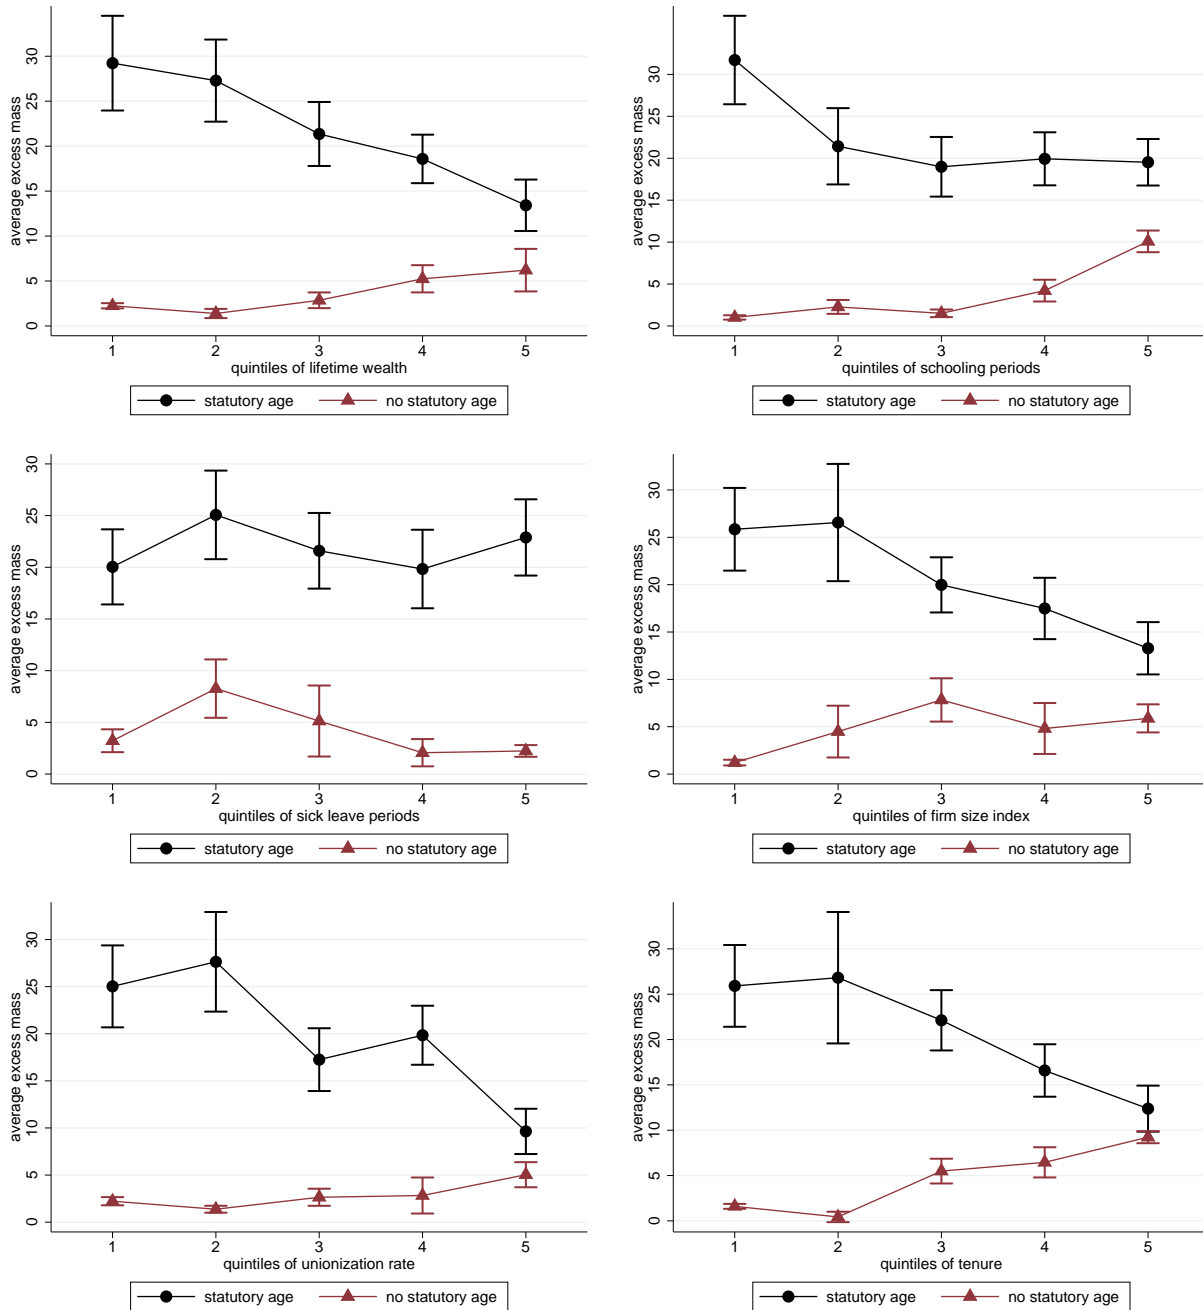 average excess mass
0 5 10 15 20 25 30
1 2 3 4 5
quintiles of lifetime wealth
statutory age no statutory age
average excess mass
0 5 10 15 20 25 30
1 2 3 4 5
quintiles of schooling periods
statutory age no statutory age
average excess mass
0 5 10 15 20 25 30
1 2 3 4 5
quintiles of sick leave periods
statutory age no statutory age
average excess mass
0 5 10 15 20 25 30
1 2 3 4 5
quintiles of firm size index
statutory age no statutory age
average excess mass
0 5 10 15 20 25 30
1 2 3 4 5
quintiles of unionization rate
statutory age no statutory age
average excess mass
0 5 10 15 20 25 30
1 2 3 4 5
quintiles of tenure
statutory age no statutory age